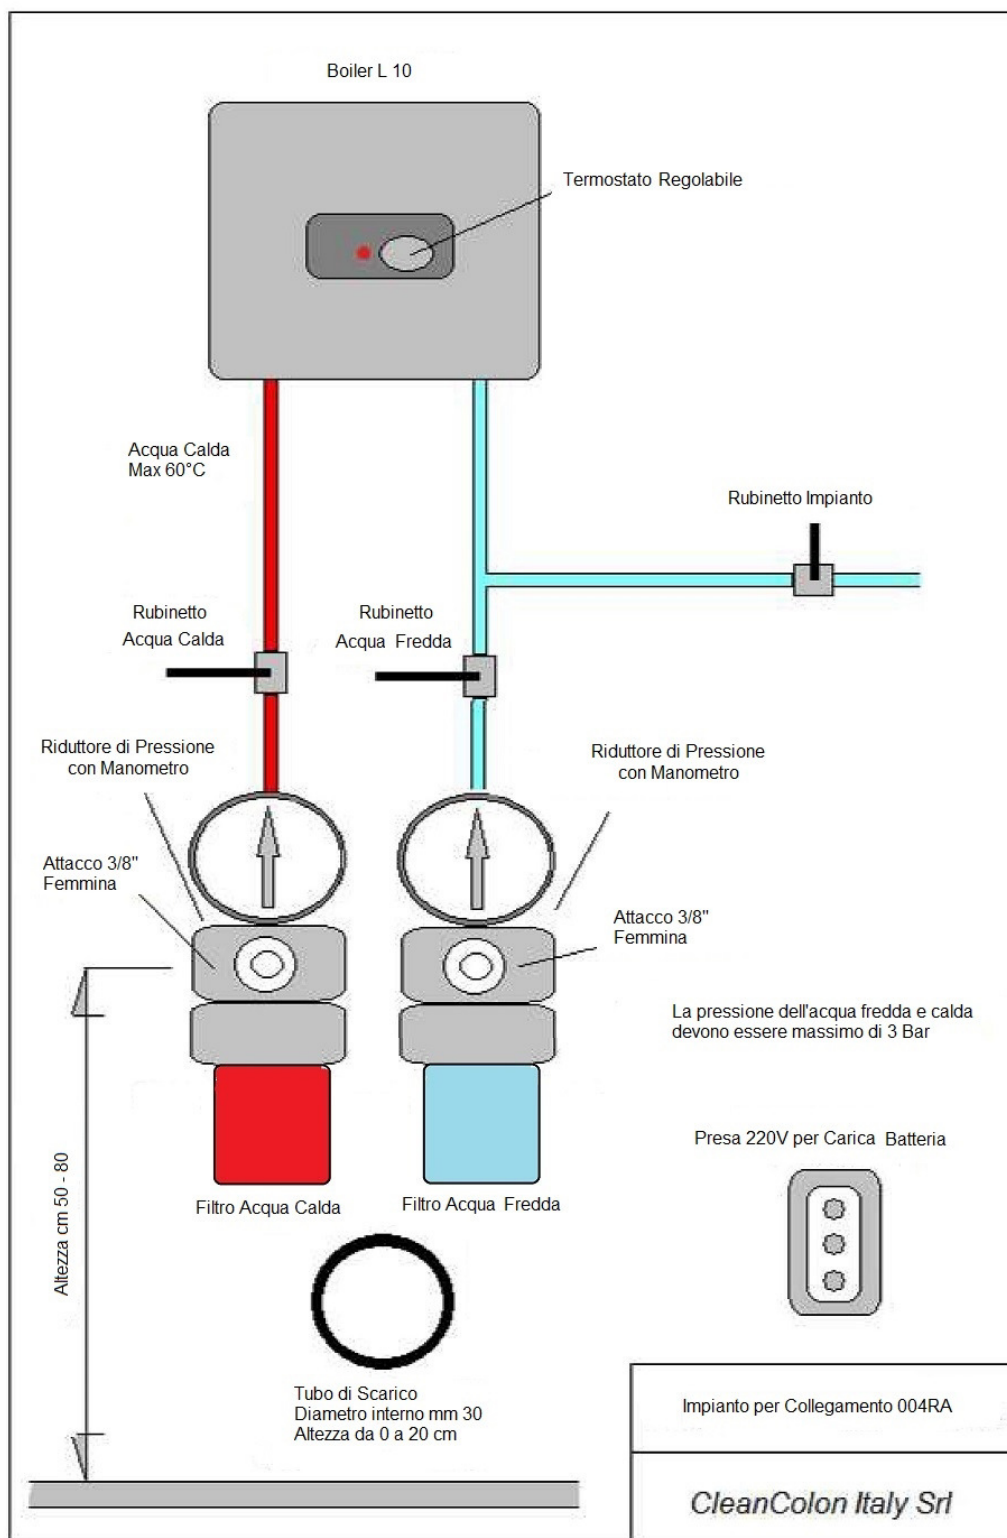 Boiler L 10
Termostato Regolabile
Acqua Calda
Max 60°C
Rubinetto Impianto
Rubinetto
Acqua Calda
Rubinetto
Acqua Fredda
Riduttore di Pressione
con Manometro
Riduttore di Pressione
con Manometro
Attacco 3/8"
Femmina
Attacco 3/8"
Femmina
La pressione dell'acqua fredda e calda
devono essere massimo di 3 Bar
Presa 220V per Carica Batteria
Altezza cm 50 - 80
Filtro Acqua Calda
Filtro Acqua Fredda
Tubo di Scarico
Diametro interno mm 30
Altezza da 0 a 20 cm
Impianto per Collegamento 004RA
CleanColon Italy Srl